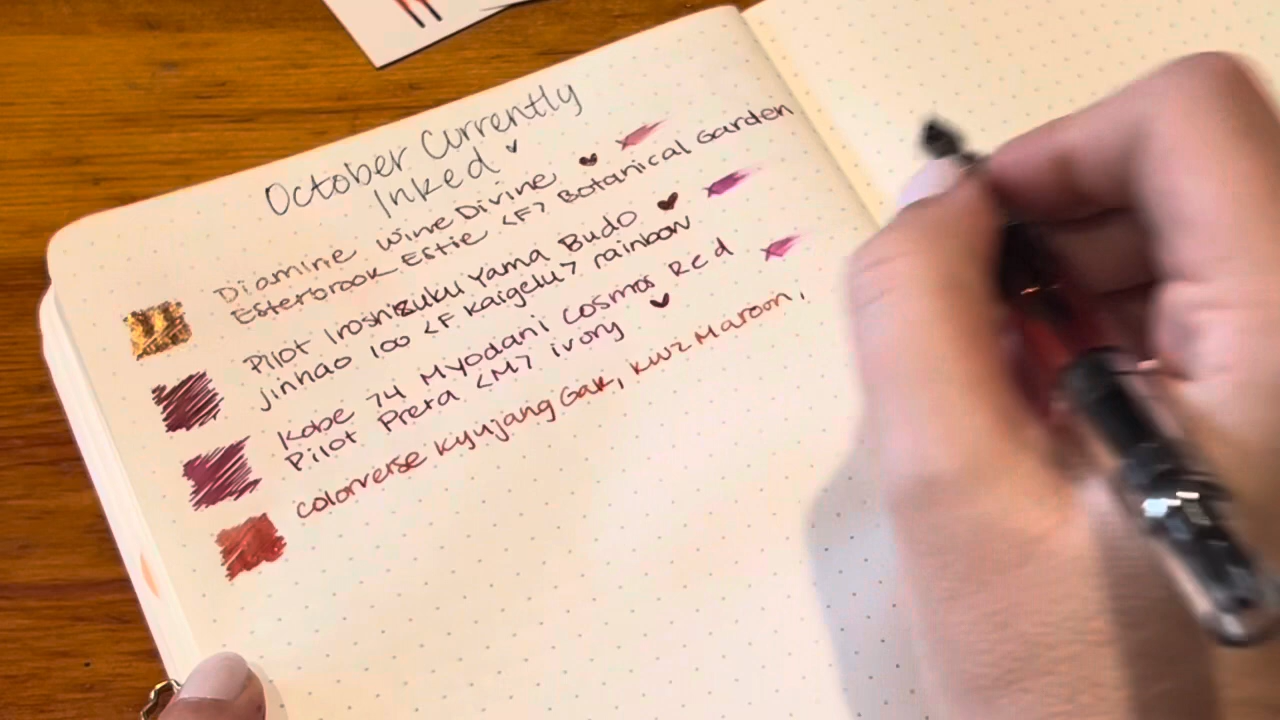 October Currently
Inked
Diamine Wine Divine
Esterbrook Estie <F> Botanical Garden
Pilot Iroshizuku Yama Budo
Jinhao 100 <F Kaigelu> rainbow
Kobe 74 Myodani Cosmos Red
Pilot Prera <M> ivory
Colorverse Kyujang Gak, KWZ Maroon,